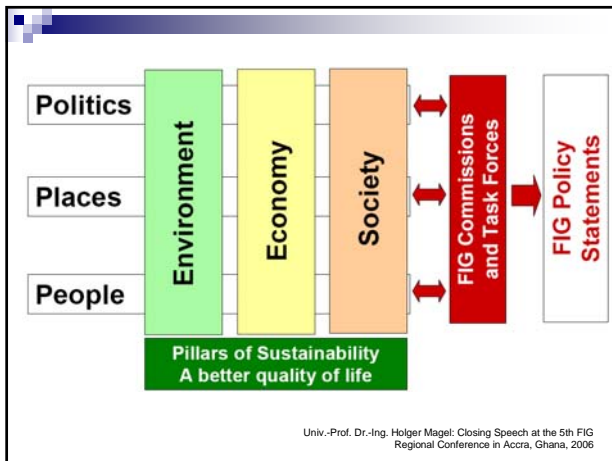 Politics
Places
People
Environment
Economy
Society
FIG Commissions
and Task Forces
FIG Policy
Statements
Pillars of Sustainability
A better quality of life
Univ.-Prof. Dr.-Ing. Holger Magel: Closing Speech at the 5th FIG
Regional Conference in Accra, Ghana, 2006